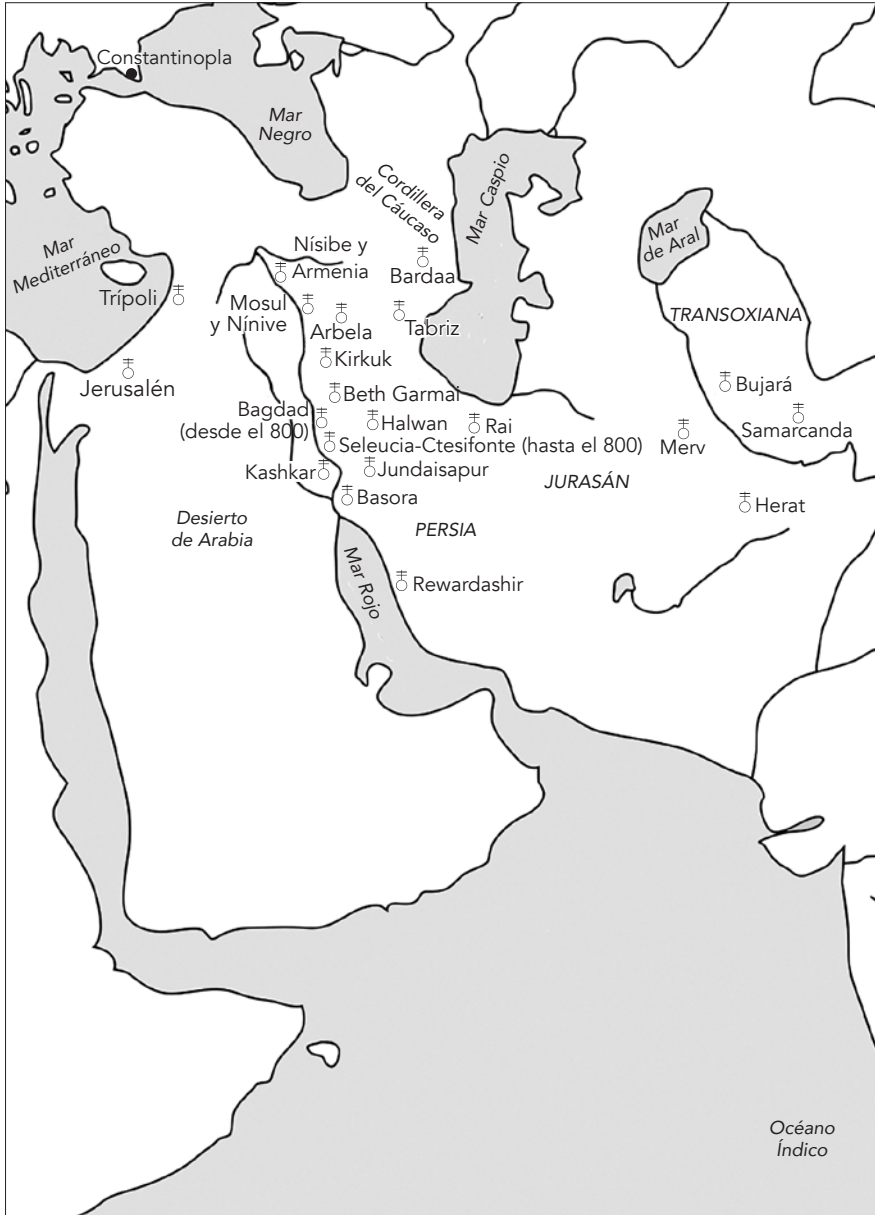 Constantinopla
Mar
Negro
Cordillera
del Cáucaso
Mar Caspio
Mar
de Aral
Mar
Mediterráneo
Nísibe y
Armenia
Bardaa
Trípoli
Mosul
y Nínive
Arbela
Tabriz
TRANSOXIANA
Kirkuk
Jerusalén
Beth Garmai
Bujará
Bagdad
(desde el 800)
Halwan
Rai
Samarcanda
Seleucia-Ctesifonte (hasta el 800)
Merv
Kashkar
Jundaisapur
JURASÁN
Basora
Herat
Desierto
de Arabia
PERSIA
Mar Rojo
Rewardashir
Océano
Índico